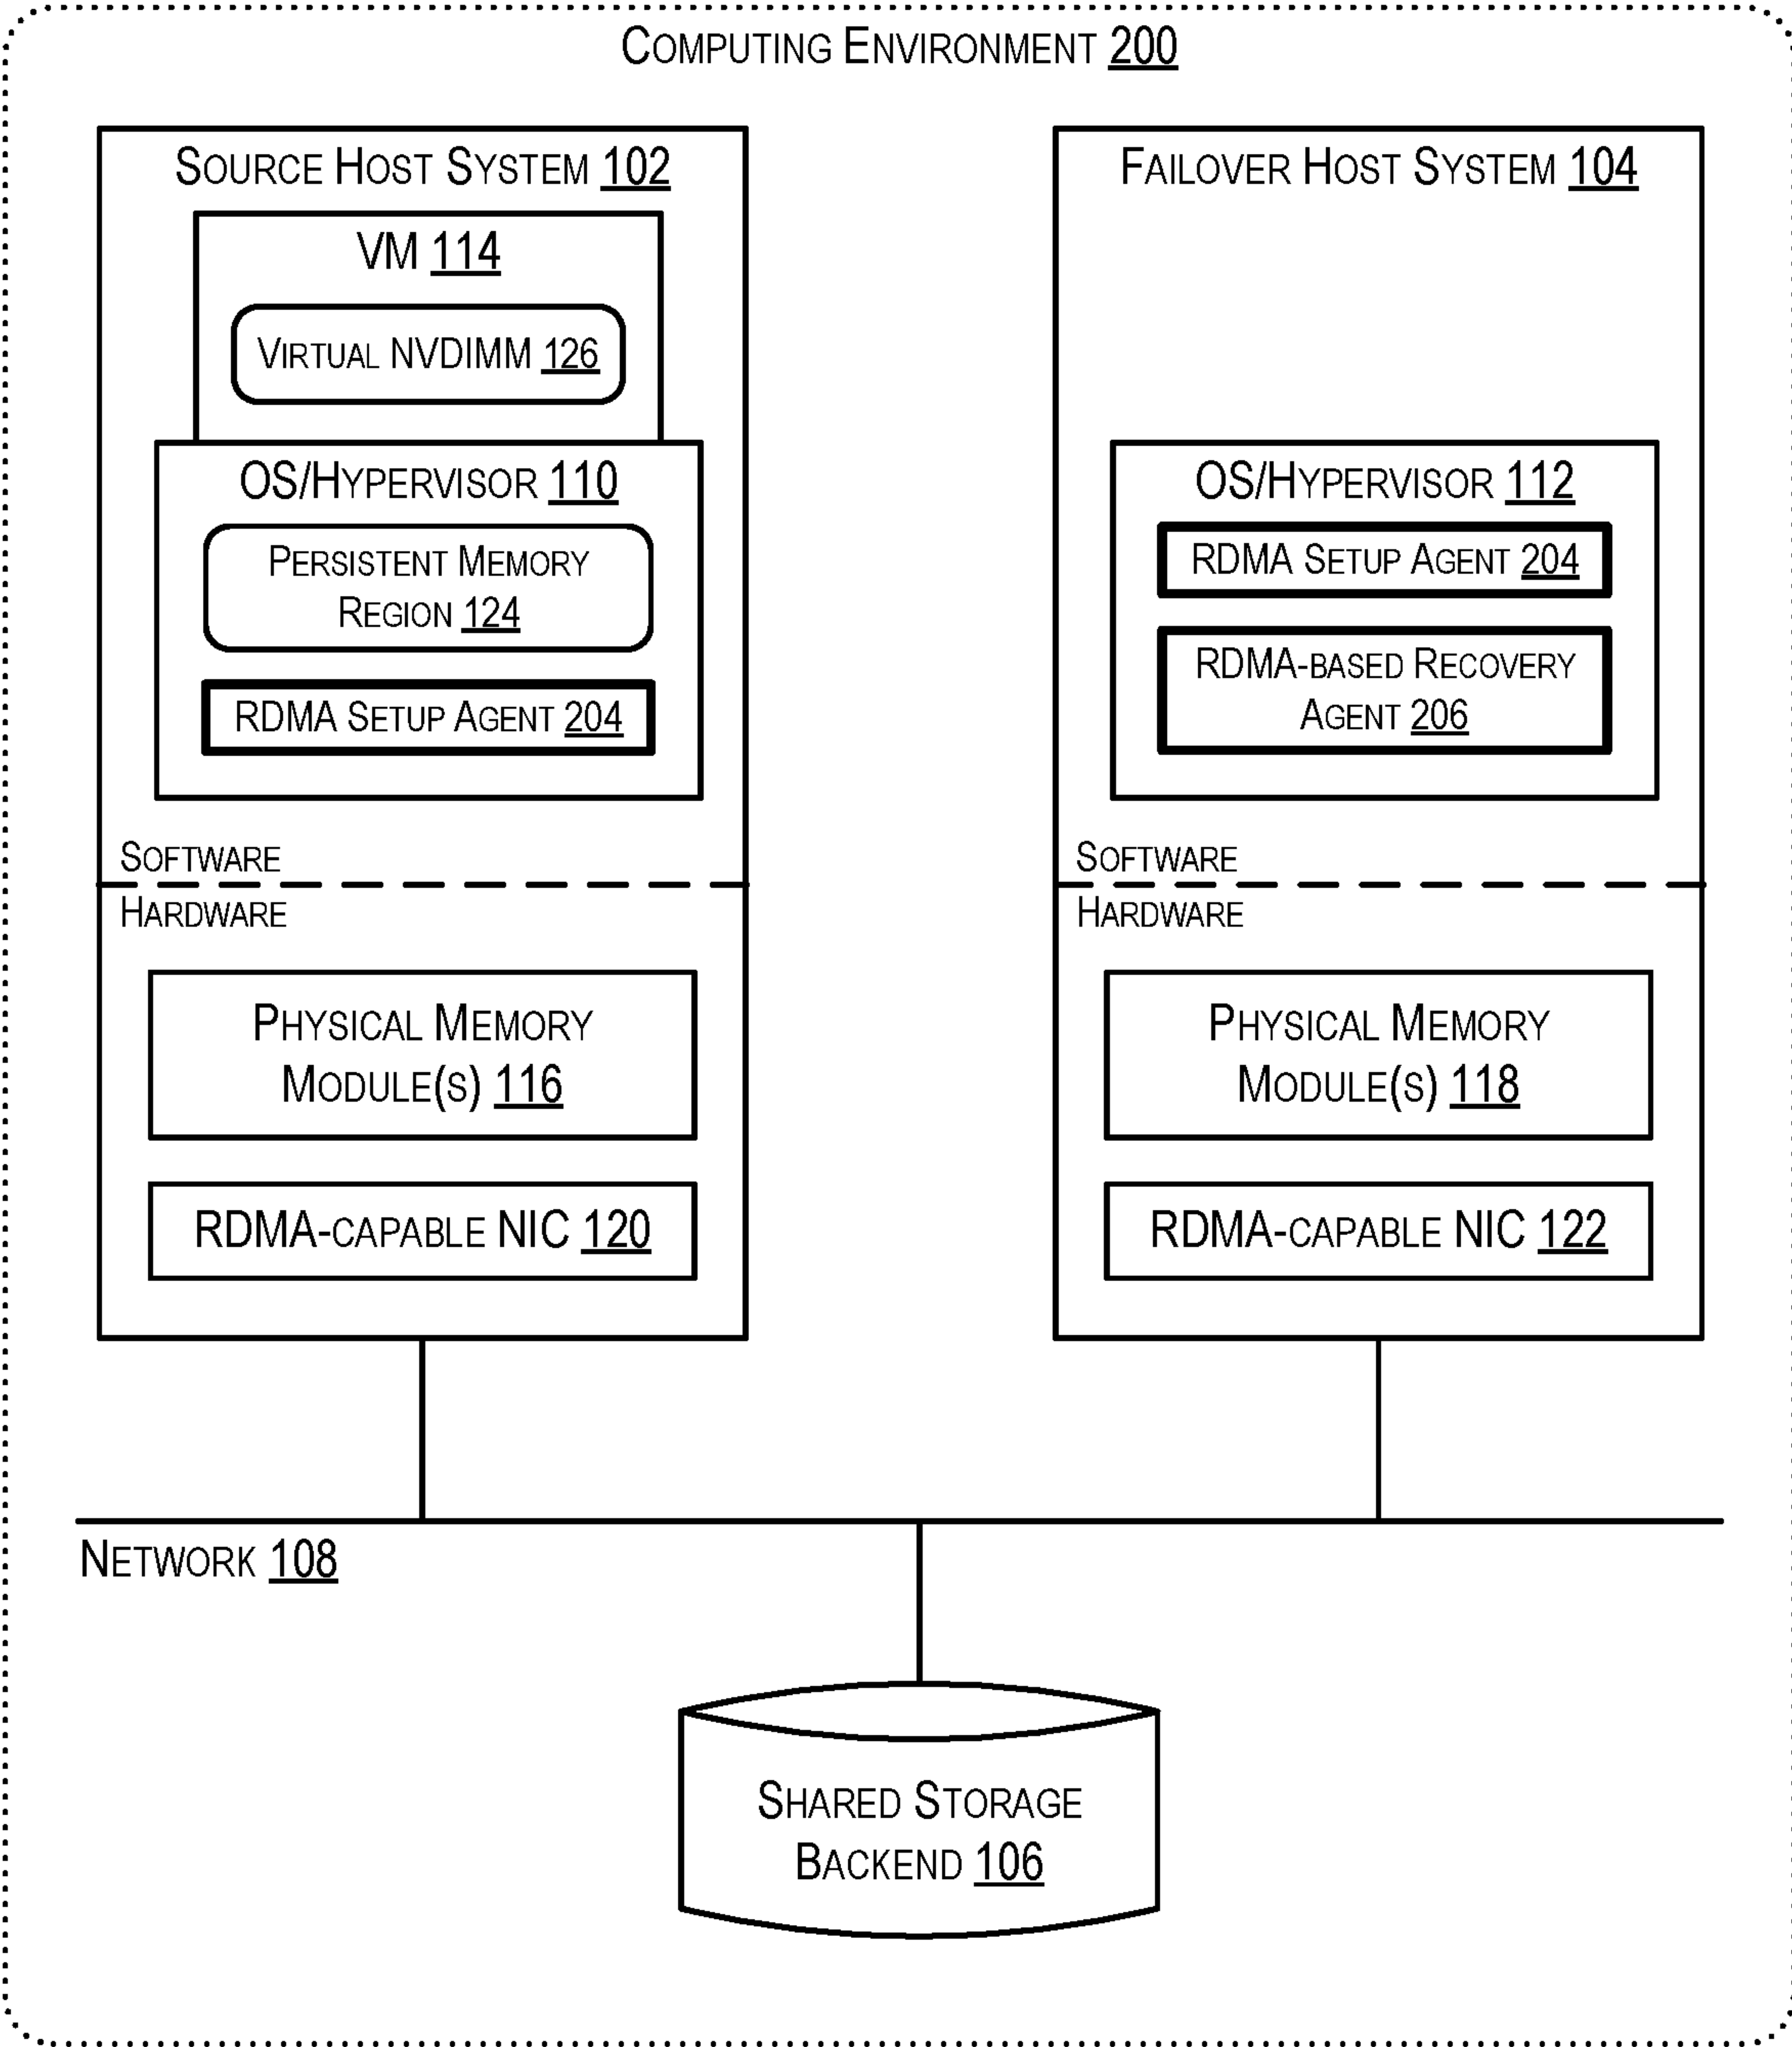 Computing Environment 200
Source Host System 102
VM 114
Virtual NVDIMM 126
OS/Hypervisor 110
Persistent Memory
Region 124
RDMA Setup Agent 204
Software
Hardware
Physical Memory
Module(s) 116
RDMA-capable NIC 120
Failover Host System 104
OS/Hypervisor 112
RDMA Setup Agent 204
RDMA-based Recovery
Agent 206
Software
Hardware
Physical Memory
Module(s) 118
RDMA-capable NIC 122
Network 108
Shared Storage
Backend 106